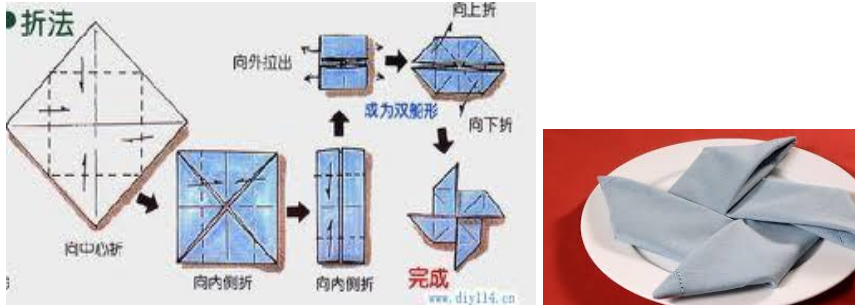 折法
向中心折
向内侧折
向内侧折
向外拉出
成为双船形
向上折
向下折
完成
www.diy114.cn